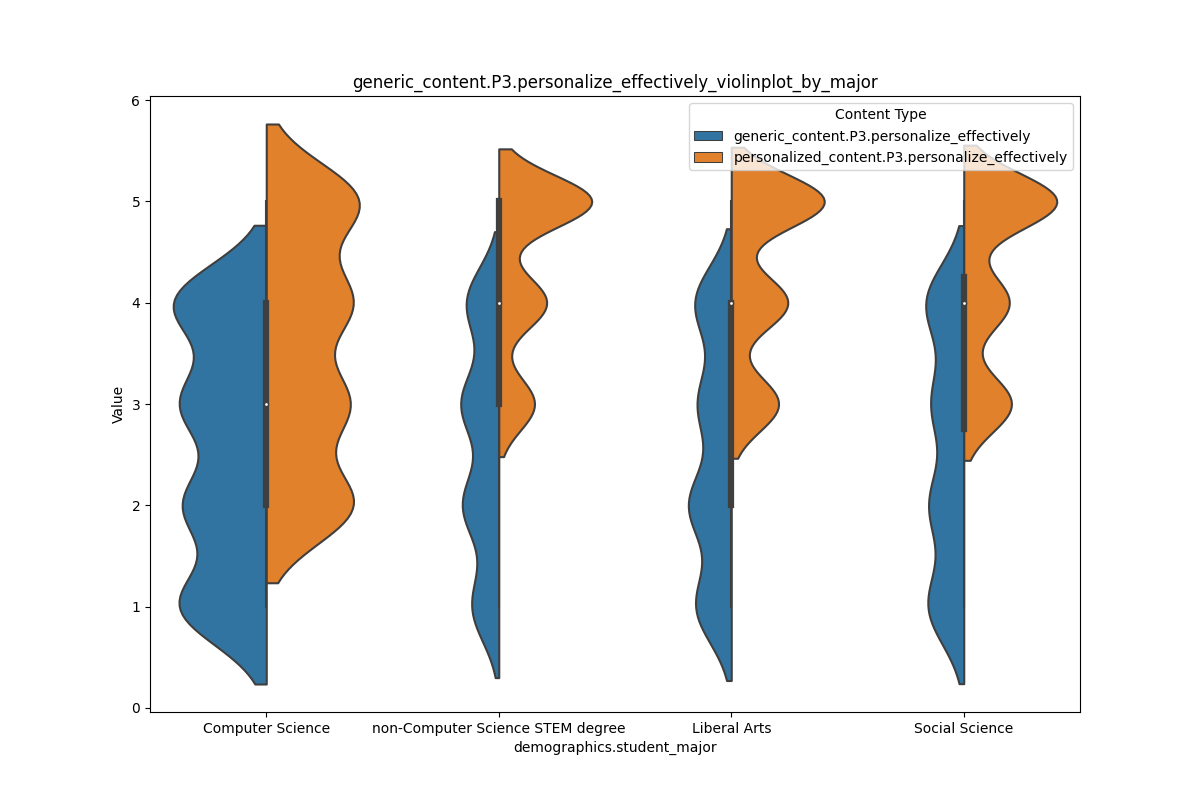 generic_content.P3.personalize_effectively_violinplot_by_major
Content Type
generic_content.P3.personalize_effectively
personalized_content.P3.personalize_effectively
Value
6
5
4
3
2
1
0
Computer Science
non-Computer Science STEM degree
Liberal Arts
Social Science
demographics.student_major